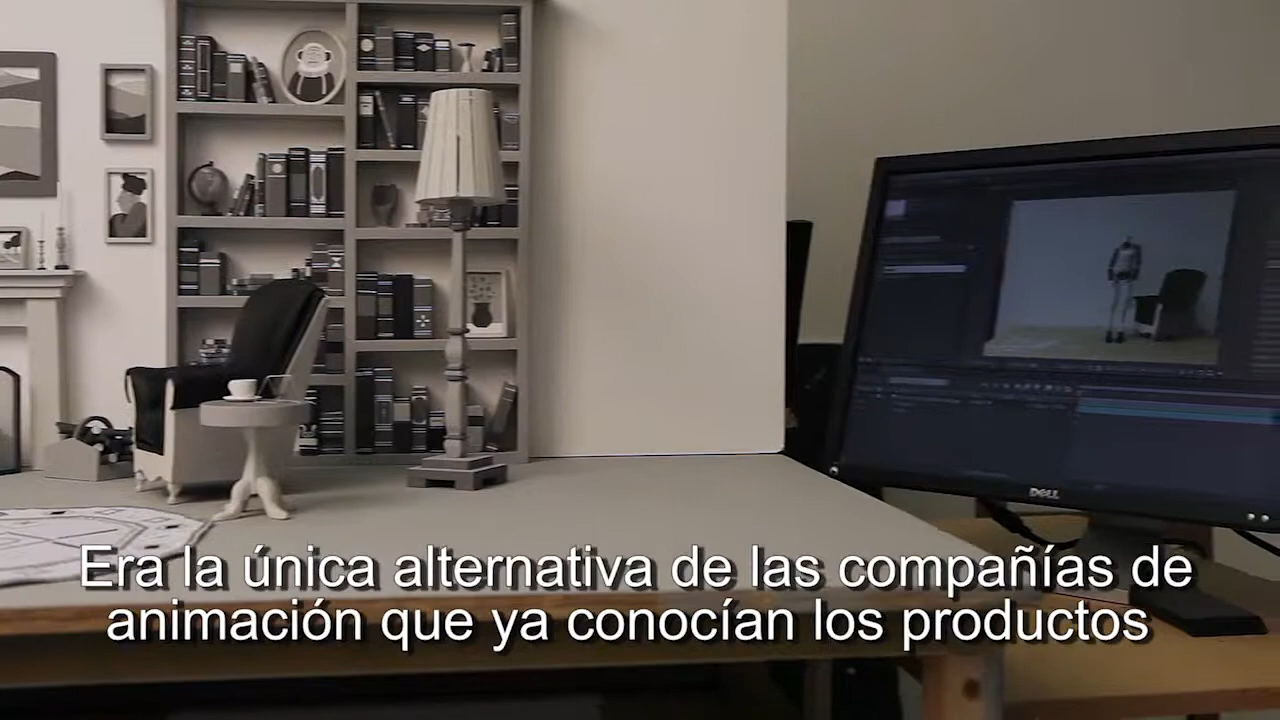 DELL
Era la única alternativa de las compañías de
animación que ya conocían los productos